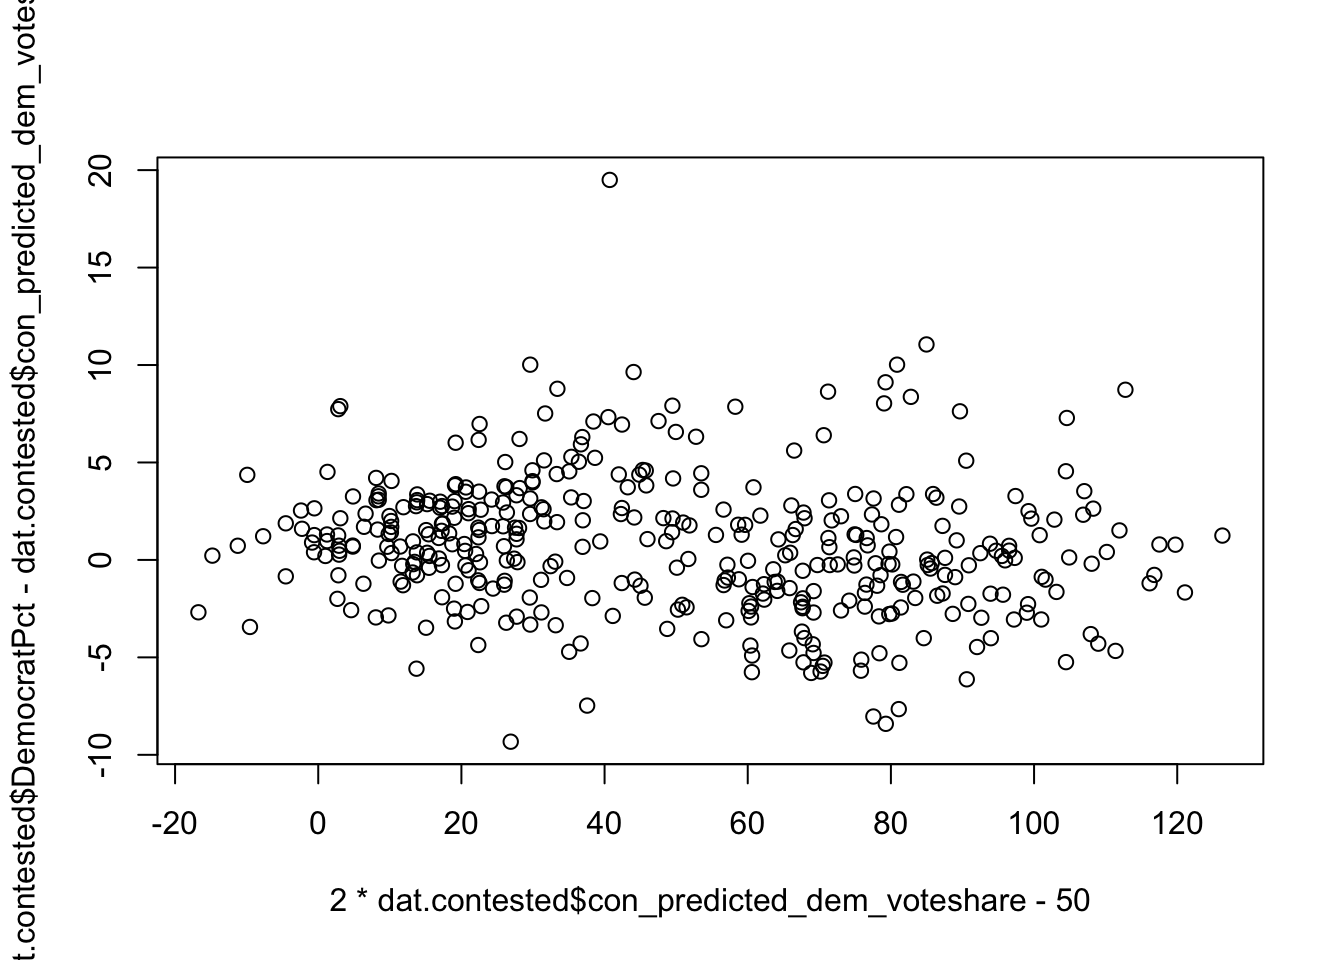 t.contested$DemocratPct - dat.contested$con_predicted_dem_votes
20
15
10
5
0
-5
-10
-20 0 20 40 60 80 100 120
2 * dat.contested$con_predicted_dem_voteshare - 50